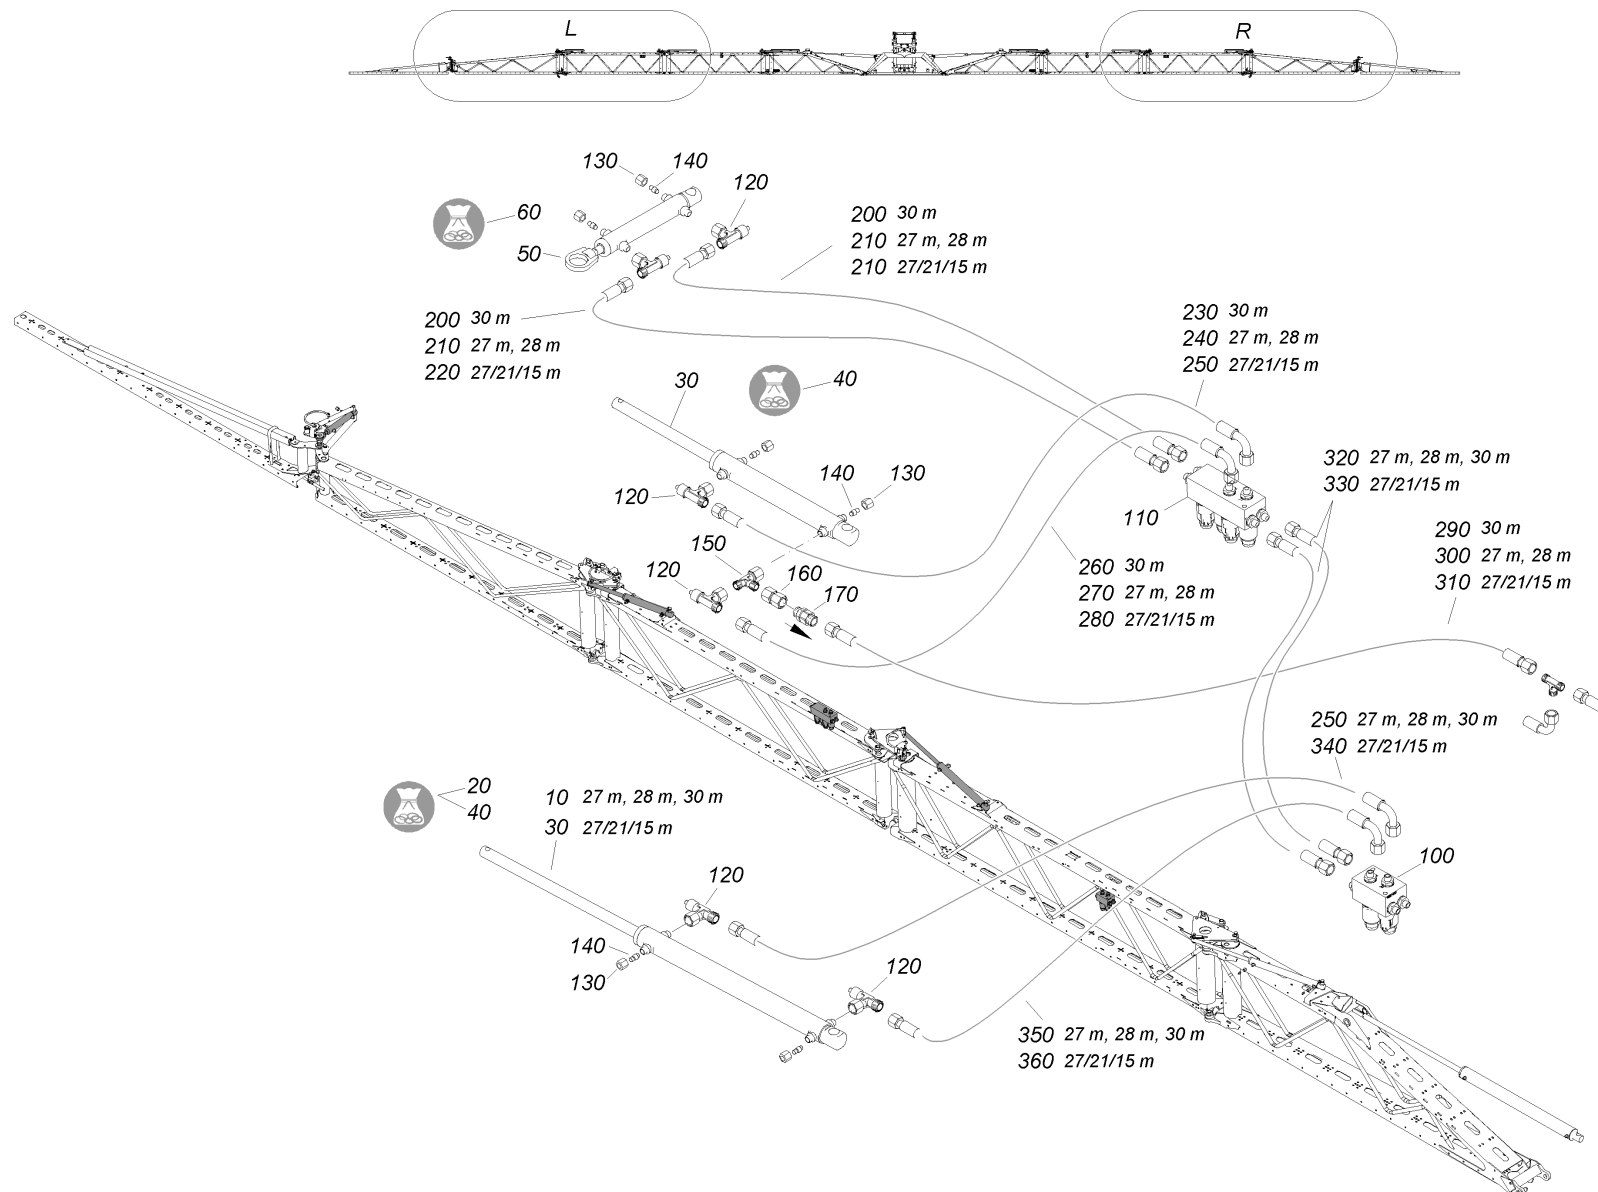 L
R
130
140
120
60
50
200 30 m
210 27 m, 28 m
210 27/21/15 m
200 30 m
210 27 m, 28 m
220 27/21/15 m
230 30 m
240 27 m, 28 m
250 27/21/15 m
30
40
140
130
120
110
320 27 m, 28 m, 30 m
330 27/21/15 m
150
120
160
170
260 30 m
270 27 m, 28 m
280 27/21/15 m
290 30 m
300 27 m, 28 m
310 27/21/15 m
250 27 m, 28 m, 30 m
340 27/21/15 m
20
40
10 27 m, 28 m, 30 m
30 27/21/15 m
100
120
140
130
120
350 27 m, 28 m, 30 m
360 27/21/15 m